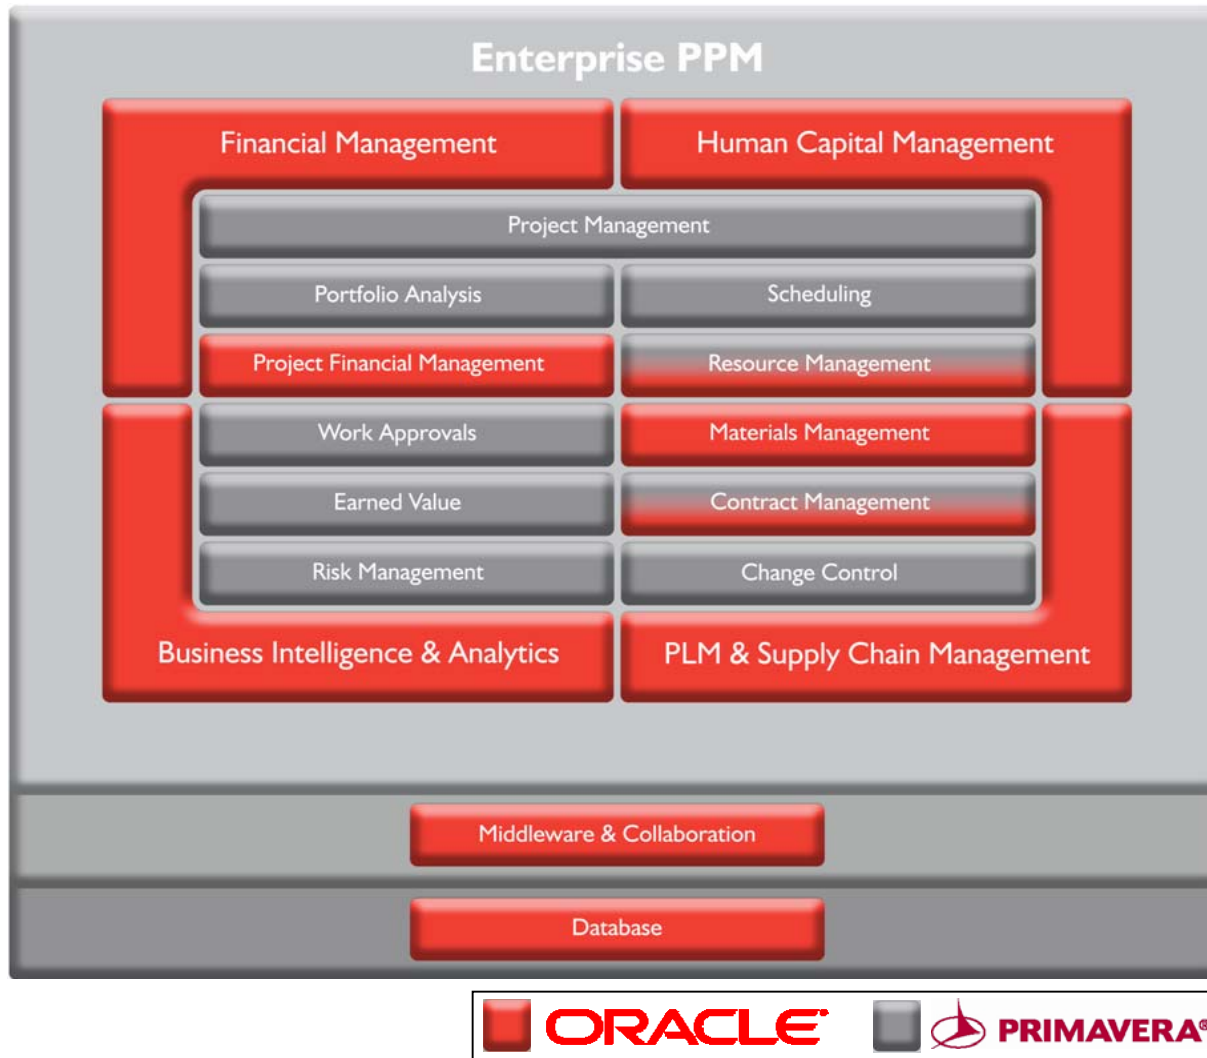 Enterprise PPM
Financial Management
Human Capital Management
Project Management
Portfolio Analysis
Scheduling
Project Financial Management
Resource Management
Work Approvals
Materials Management
Earned Value
Contract Management
Risk Management
Change Control
Business Intelligence & Analytics
PLM & Supply Chain Management
Middleware & Collaboration
Database
ORACLE®
PRIMAVERA®